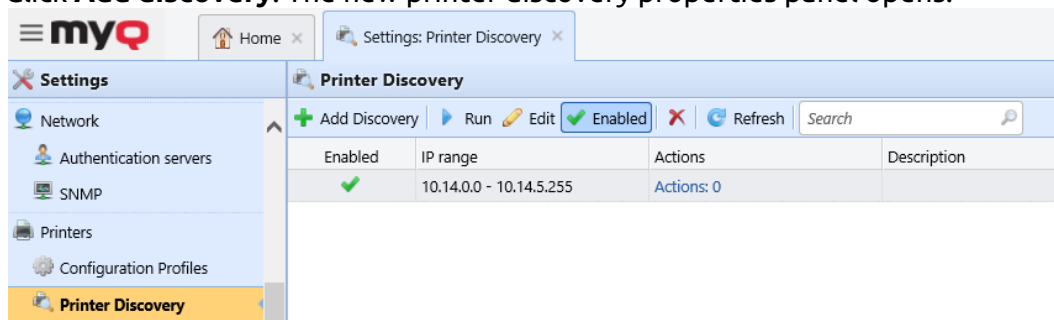 Click Add Discovery. The new printer discovery properties panel opens.
myQ Home × Settings: Printer Discovery ×
Settings Printer Discovery
Network Add Discovery Run Edit Enabled Refresh Search
Authentication servers Enabled IP range Actions Description
SNMP 10.14.0.0 - 10.14.5.255 Actions: 0
Printers
Configuration Profiles
Printer Discovery